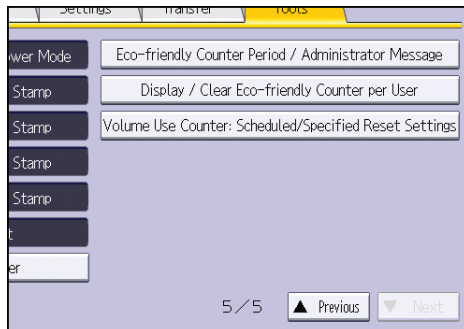 Settings Transfer Tools
ower Mode Eco-friendly Counter Period / Administrator Message
Stamp Display / Clear Eco-friendly Counter per User
Stamp Volume Use Counter: Scheduled/Specified Reset Settings
Stamp
Stamp
t
er
5/5 ▲ Previous ▼ Next